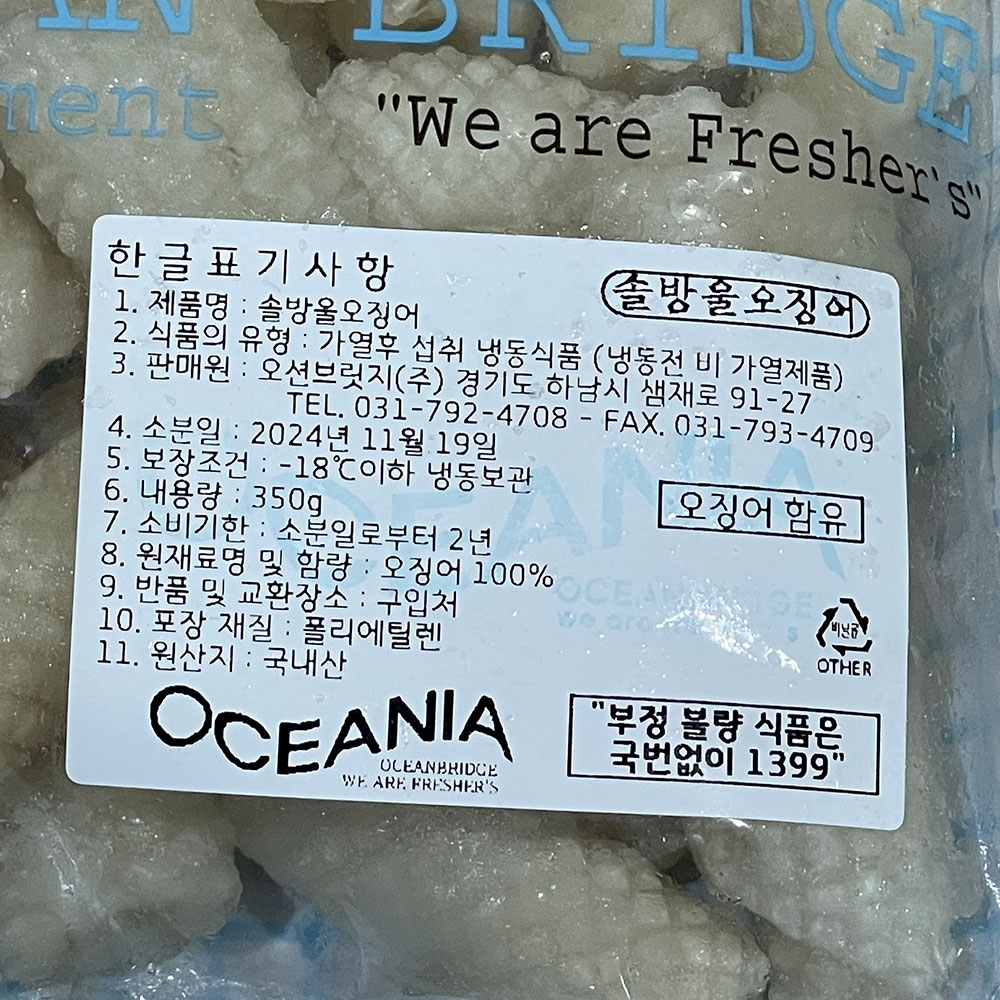 BRIDGE
ment
"We are Fresher's"
한글표기사항
솔방울오징어
1. 제품명 : 솔방울오징어
2. 식품의 유형 : 가열후 섭취 냉동식품 (냉동전 비 가열제품)
3. 판매원 : 오션브릿지(주) 경기도 하남시 샘재로 91-27
TEL. 031-792-4708 - FAX. 031-793-4709
4. 소분일 : 2024년 11월 19일
5. 보장조건 : -18℃이하 냉동보관
6. 내용량 : 350g
오징어 함유
7. 소비기한 : 소분일로부터 2년
8. 원재료명 및 함량 : 오징어 100%
9. 반품 및 교환장소 : 구입처
10. 포장 재질 : 폴리에틸렌
11. 원산지 : 국내산
비닐류
OTHER
OCEANIA
OCEANBRIDGE
WE ARE FRESHER'S
"부정 불량 식품은
국번없이 1399"